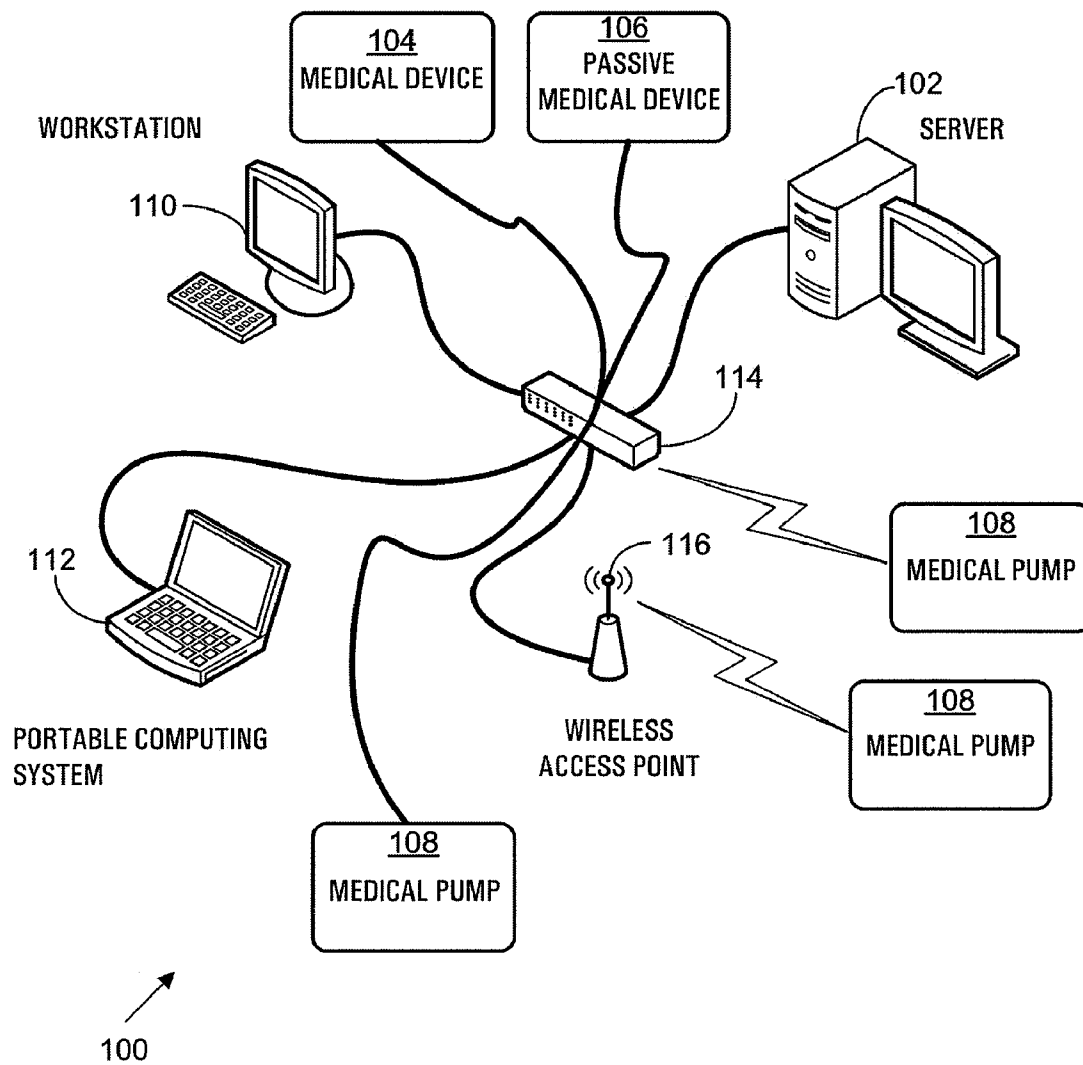 104
MEDICAL DEVICE
106
PASSIVE
MEDICAL DEVICE
102
SERVER
WORKSTATION
110
114
108
MEDICAL PUMP
116
112
108
MEDICAL PUMP
WIRELESS
ACCESS POINT
PORTABLE COMPUTING
SYSTEM
108
MEDICAL PUMP
100